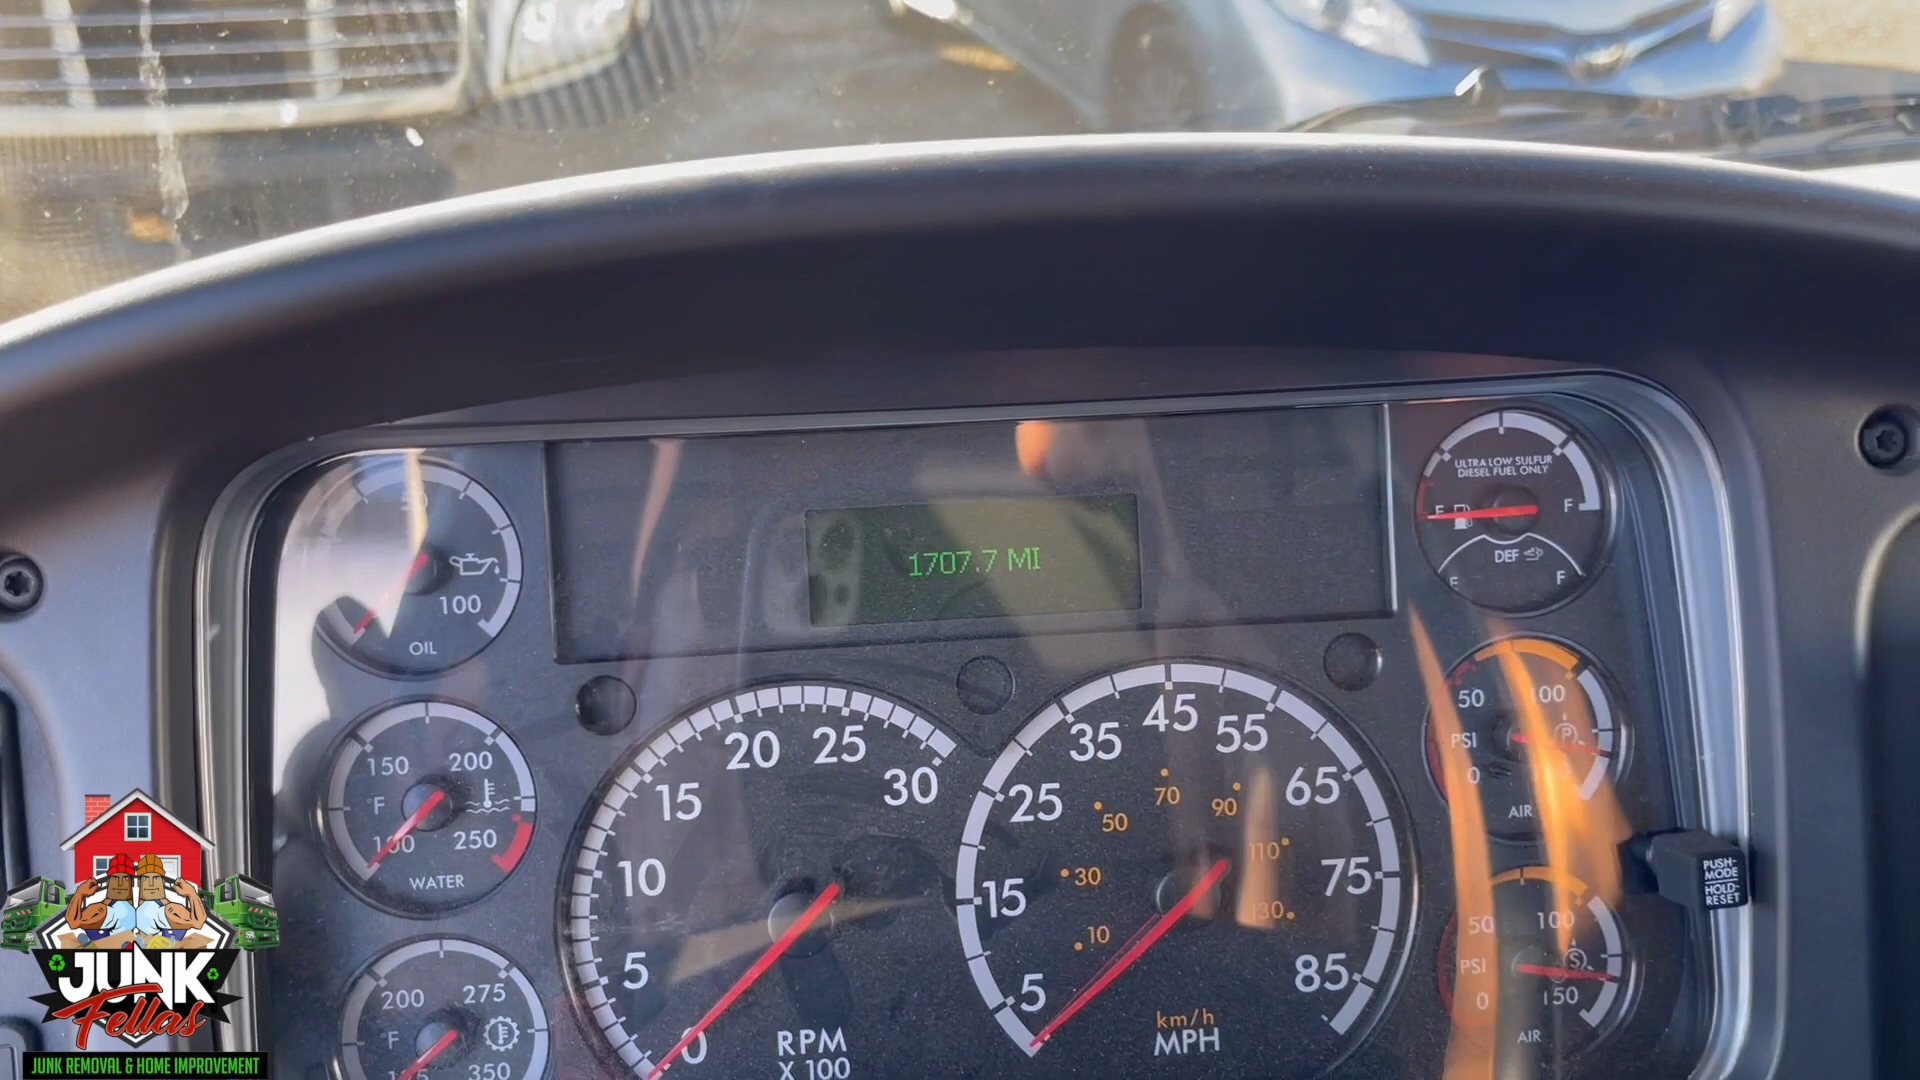 1707.7 MI
ULTRA LOW SULFUR
DIESEL FUEL ONLY
E F
DEF
E F
100
OIL
150 200
°F
100 250
WATER
200 275
F
350
0 5 10 15 20 25 30
RPM
X 100
5 15 25 35 45 55 65 75 85
10 30 50 70 90 110 130
km/h
MPH
50 100
PSI P
0
AIR
50 100
PSI S
0 150
AIR
PUSH-
MODE
HOLD-
RESET
JUNK
Fellas
JUNK REMOVAL & HOME IMPROVEMENT